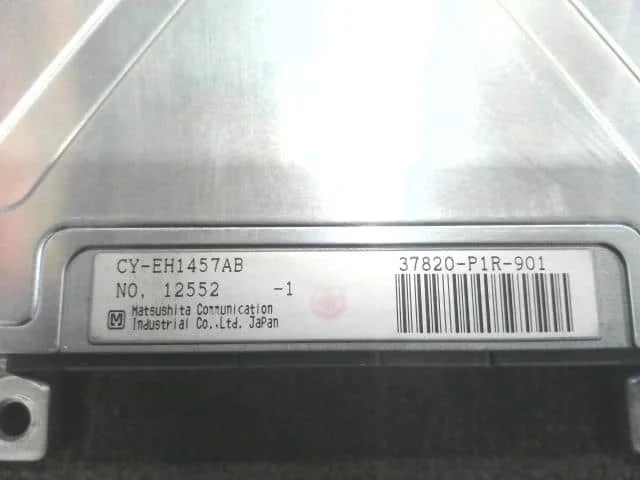 CY-EH1457AB
37820-P1R-901
NO. 12552 -1
M Matsushita Communication
Industrial Co.,Ltd. Japan